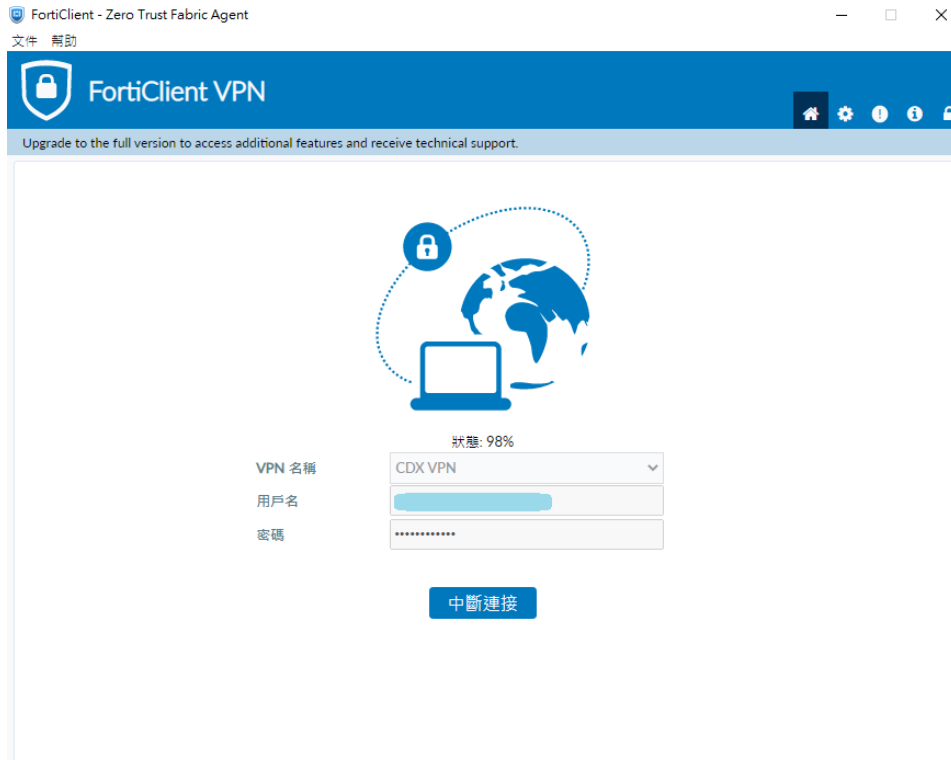 FortiClient - Zero Trust Fabric Agent
文件 幫助
FortiClient VPN
Upgrade to the full version to access additional features and receive technical support.
狀態: 98%
VPN 名稱 CDX VPN
用戶名
密碼 ••••••••••••
中斷連接